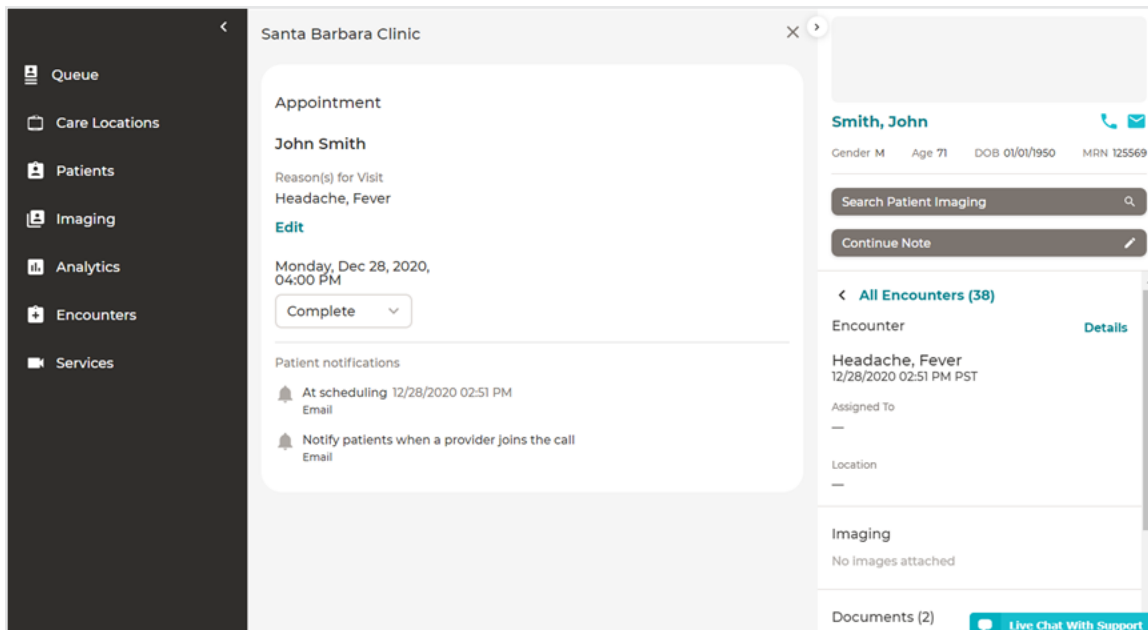 Queue
Care Locations
Patients
Imaging
Analytics
Encounters
Services
Santa Barbara Clinic
Appointment
John Smith
Reason(s) for Visit
Headache, Fever
Edit
Monday, Dec 28, 2020,
04:00 PM
Complete
Patient notifications
At scheduling 12/28/2020 02:51 PM
Email
Notify patients when a provider joins the call
Email
Smith, John
Gender M Age 71 DOB 01/01/1950 MRN 125569
Search Patient Imaging
Continue Note
All Encounters (38)
Encounter Details
Headache, Fever
12/28/2020 02:51 PM PST
Assigned To
—
Location
—
Imaging
No images attached
Documents (2)
Live Chat With Support